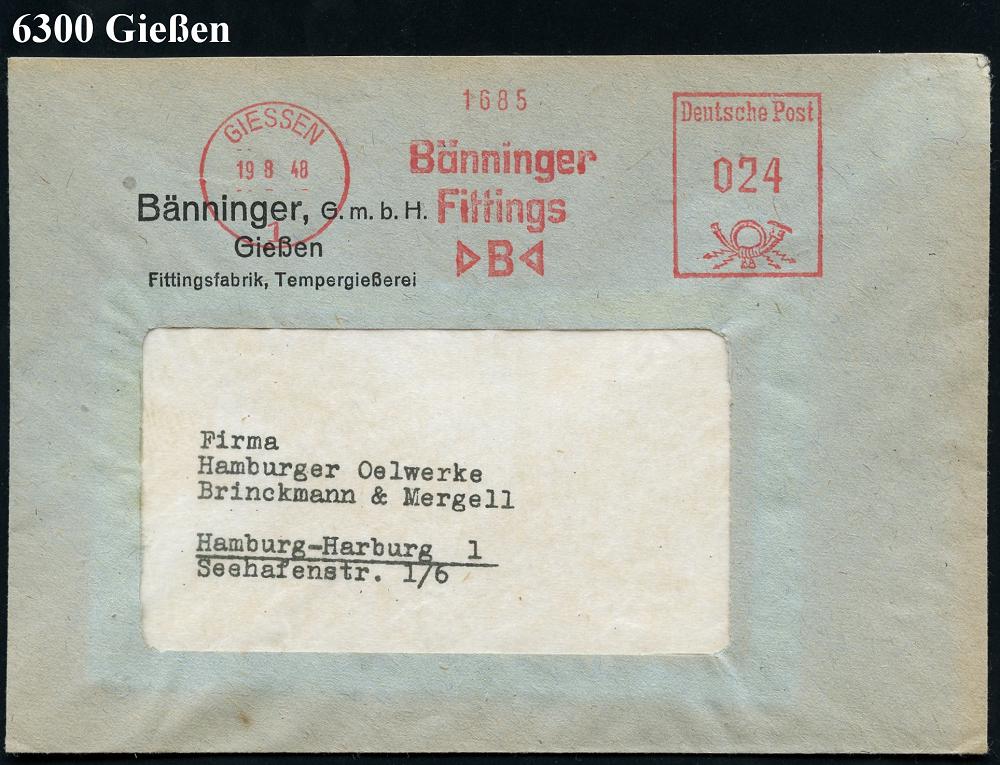 6300 Gießen
GIESSEN
19 8 48
1
1685
Bänninger
Fittings
B
Deutsche Post
024
Bänninger, G. m. b. H.
Gießen
Fittingsfabrik, Tempergießerei
Firma
Hamburger Oelwerke
Brinckmann & Mergell
Hamburg-Harburg 1
Seehafenstr. 1/6